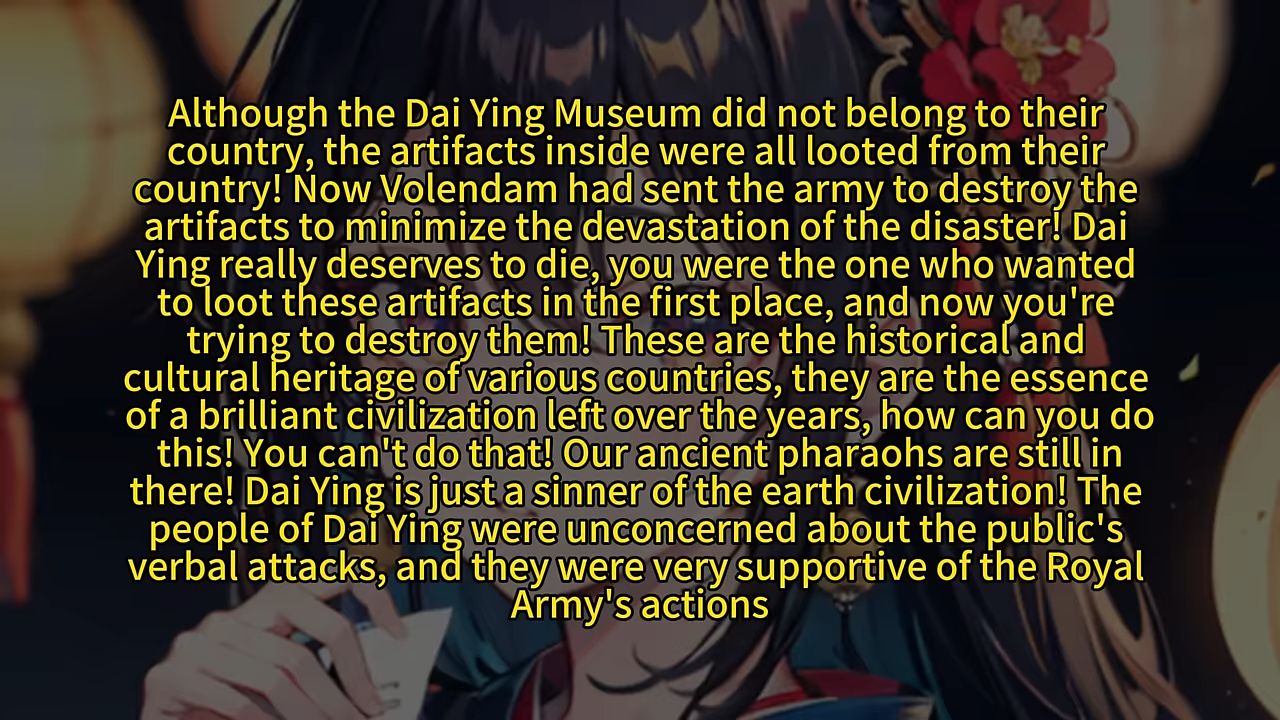 Although the Dai Ying Museum did not belong to their
country, the artifacts inside were all looted from their
country! Now Volendam had sent the army to destroy the
artifacts to minimize the devastation of the disaster! Dai
Ying really deserves to die, you were the one who wanted
to loot these artifacts in the first place, and now you're
trying to destroy them! These are the historical and
cultural heritage of various countries, they are the essence
of a brilliant civilization left over the years, how can you do
this! You can't do that! Our ancient pharaohs are still in
there! Dai Ying is just a sinner of the earth civilization! The
people of Dai Ying were unconcerned about the public's
verbal attacks, and they were very supportive of the Royal
Army's actions